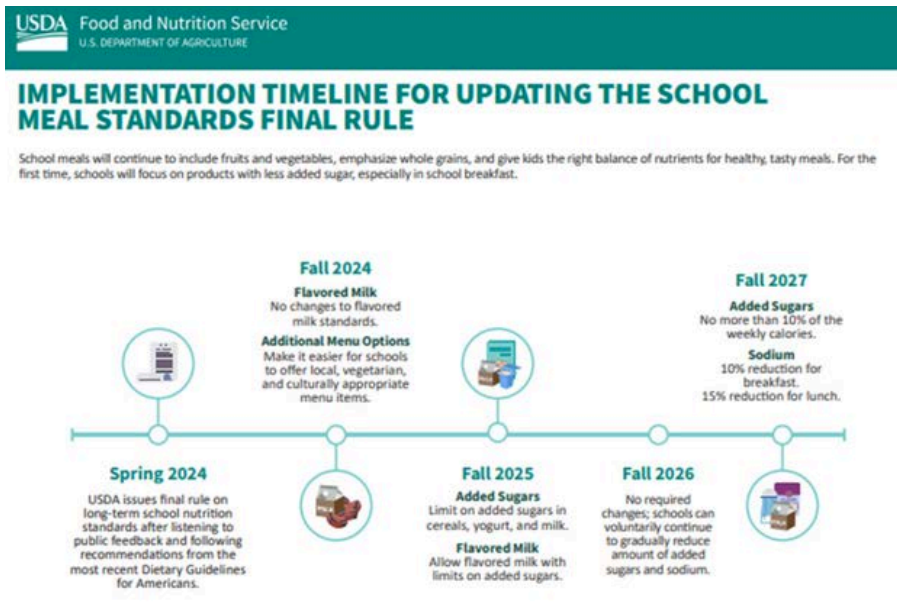 USDA Food and Nutrition Service
U.S. DEPARTMENT OF AGRICULTURE
IMPLEMENTATION TIMELINE FOR UPDATING THE SCHOOL
MEAL STANDARDS FINAL RULE
School meals will continue to include fruits and vegetables, emphasize whole grains, and give kids the right balance of nutrients for healthy, tasty meals. For the
first time, schools will focus on products with less added sugar, especially in school breakfast.
Spring 2024
USDA issues final rule on
long-term school nutrition
standards after listening to
public feedback and following
recommendations from the
most recent Dietary Guidelines
for Americans.
Fall 2024
Flavored Milk
No changes to flavored
milk standards.
Additional Menu Options
Make it easier for schools
to offer local, vegetarian,
and culturally appropriate
menu items.
MILK
Fall 2025
Added Sugars
Limit on added sugars in
cereals, yogurt, and milk.
Flavored Milk
Allow flavored milk with
limits on added sugars.
Fall 2026
No required
changes; schools can
voluntarily continue
to gradually reduce
amount of added
sugars and sodium.
Fall 2027
Added Sugars
No more than 10% of the
weekly calories.
Sodium
10% reduction for
breakfast.
15% reduction for lunch.
MILK